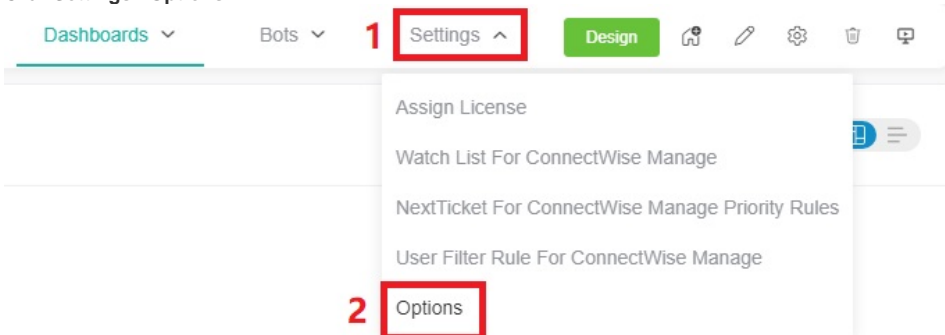 Dashboards Bots 1 Settings Design
Assign License
Watch List For ConnectWise Manage
NextTicket For ConnectWise Manage Priority Rules
User Filter Rule For ConnectWise Manage
2 Options